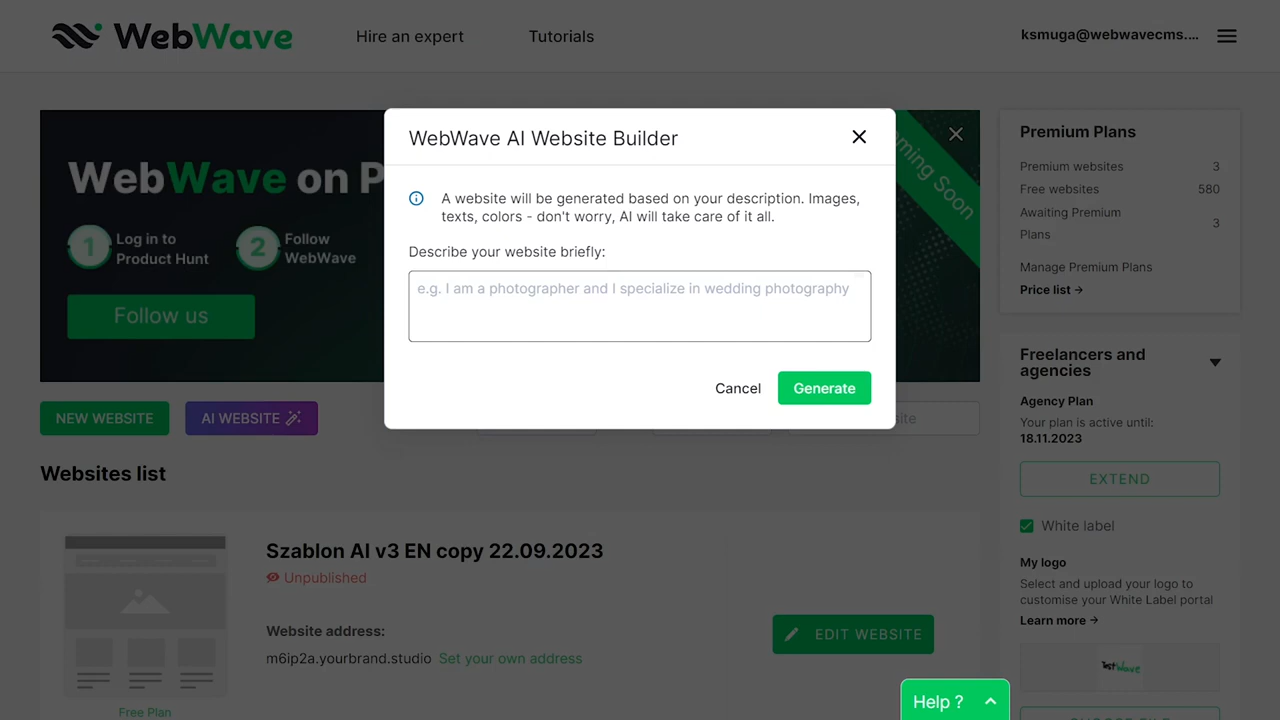 WebWave
Hire an expert
Tutorials
ksmuga@webwavecms....
WebWave on P
1 Log in to
Product Hunt
2 Follow
WebWave
Follow us
Coming Soon
WebWave AI Website Builder
A website will be generated based on your description. Images,
texts, colors - don't worry, AI will take care of it all.
Describe your website briefly:
e.g. I am a photographer and I specialize in wedding photography
Cancel
Generate
Premium Plans
Premium websites 3
Free websites 580
Awaiting Premium
Plans 3
Manage Premium Plans
Price list →
NEW WEBSITE
AI WEBSITE
Websites list
Szablon AI v3 EN copy 22.09.2023
Unpublished
Website address:
m6ip2a.yourbrand.studio Set your own address
EDIT WEBSITE
Free Plan
Freelancers and
agencies
Agency Plan
Your plan is active until:
18.11.2023
EXTEND
White label
My logo
Select and upload your logo to
customise your White Label portal
Learn more →
TestWave
Help ?